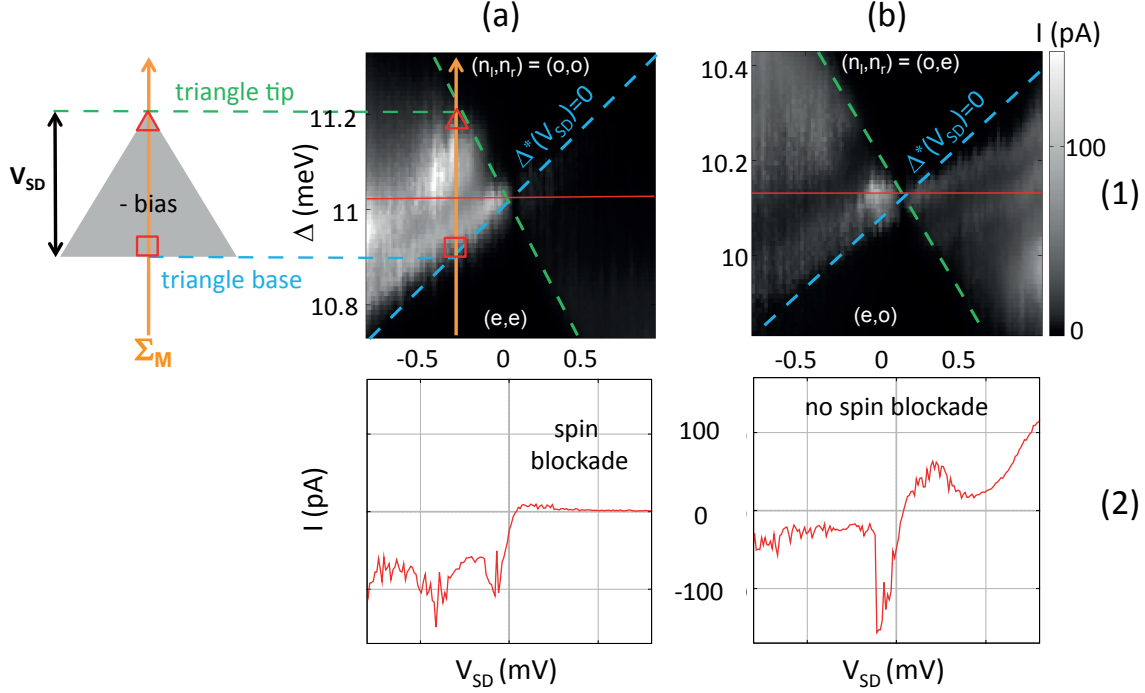 (a)
(b)
I (pA)
triangle tip
V_SD
- bias
triangle base
Σ_M
Δ (meV)
11.2
11
10.8
(n_l,n_r) = (o,o)
Δ*(V_SD)=0
(e,e)
-0.5
0
0.5
10.4
10.2
10
(n_l,n_r) = (o,e)
Δ*(V_SD)=0
(e,o)
-0.5
0
0.5
100
0
(1)
I (pA)
spin
blockade
V_SD (mV)
100
0
-100
no spin blockade
V_SD (mV)
(2)